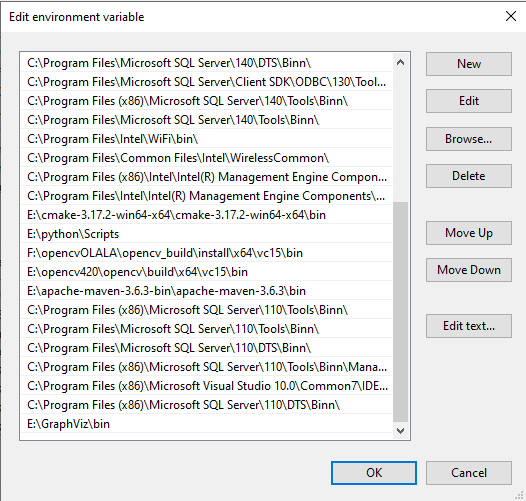 Edit environment variable
C:\Program Files\Microsoft SQL Server\140\DTS\Binn\
C:\Program Files\Microsoft SQL Server\Client SDK\ODBC\130\Tool...
C:\Program Files (x86)\Microsoft SQL Server\140\Tools\Binn\
C:\Program Files\Microsoft SQL Server\140\Tools\Binn\
C:\Program Files\Intel\WiFi\bin\
C:\Program Files\Common Files\Intel\WirelessCommon\
C:\Program Files (x86)\Intel\Intel(R) Management Engine Compon...
C:\Program Files\Intel\Intel(R) Management Engine Components\...
E:\cmake-3.17.2-win64-x64\cmake-3.17.2-win64-x64\bin
E:\python\Scripts
F:\opencvOLALA\opencv_build\install\x64\vc15\bin
E:\opencv420\opencv\build\x64\vc15\bin
E:\apache-maven-3.6.3-bin\apache-maven-3.6.3\bin
C:\Program Files (x86)\Microsoft SQL Server\110\Tools\Binn\
C:\Program Files\Microsoft SQL Server\110\Tools\Binn\
C:\Program Files\Microsoft SQL Server\110\DTS\Binn\
C:\Program Files (x86)\Microsoft SQL Server\110\Tools\Binn\Mana...
C:\Program Files (x86)\Microsoft Visual Studio 10.0\Common7\IDE...
C:\Program Files (x86)\Microsoft SQL Server\110\DTS\Binn\
E:\GraphViz\bin
New
Edit
Browse...
Delete
Move Up
Move Down
Edit text...
OK
Cancel